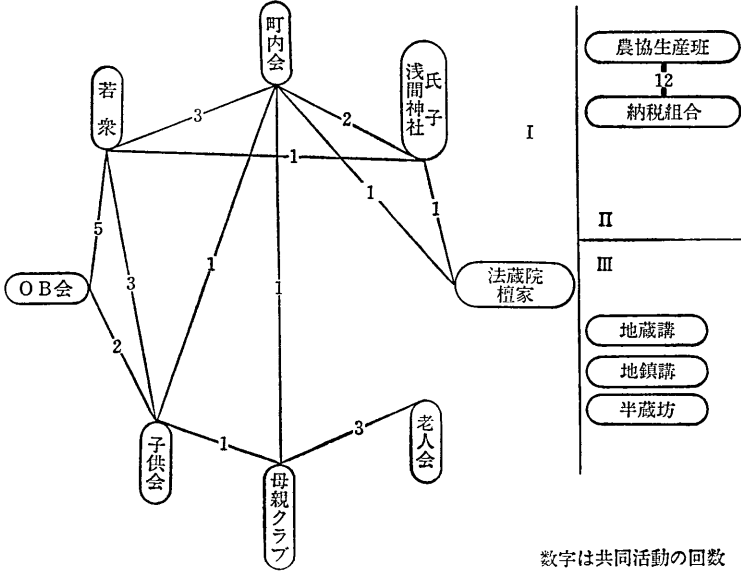 町内会
若衆
氏子
浅間神社
3
2
1
1
1
I
農協生産班
12
納税組合
II
III
5
3
1
1
OB会
2
法蔵院
檀家
地蔵講
地鎮講
半蔵坊
子供会
1
母親クラブ
3
老人会
数字は共同活動の回数